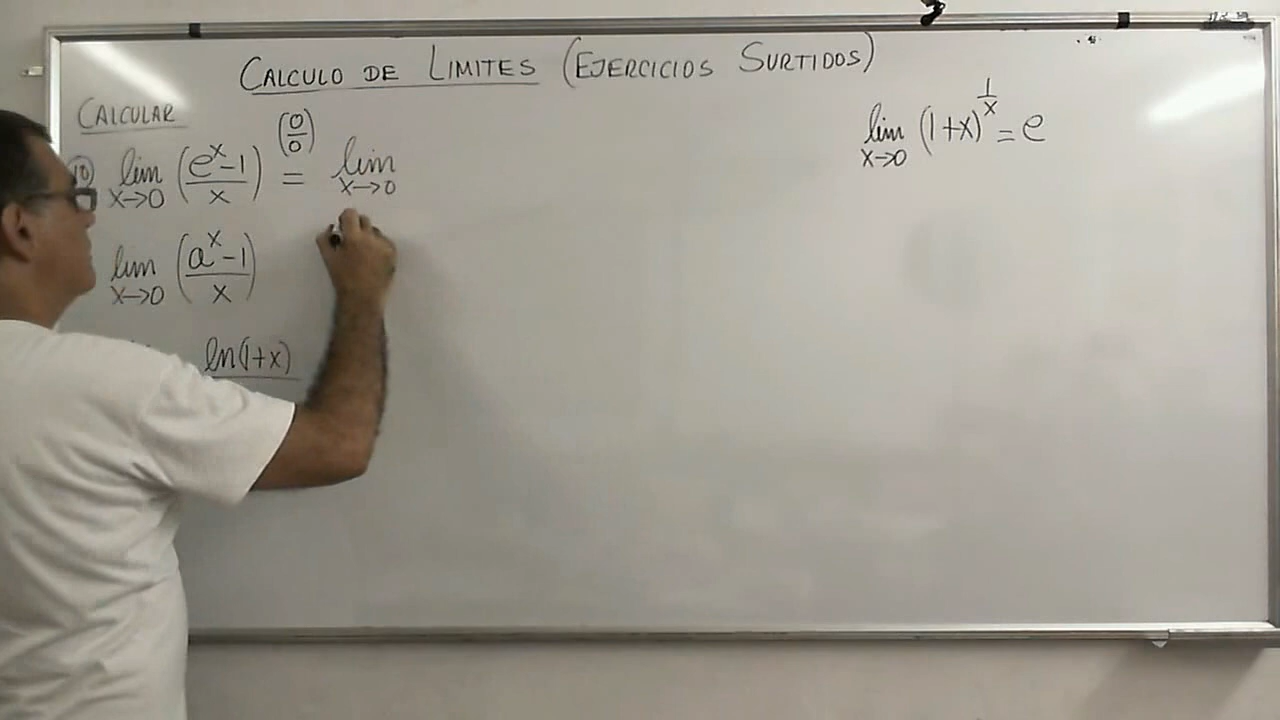 CALCULO DE LIMITES (EJERCICIOS SURTIDOS)
CALCULAR
lim x→0 (1+x)^(1/x) = e
10) lim x→0 ((e^x-1)/x) (0/0) = lim x→0
lim x→0 ((a^x-1)/x)
ln(1+x)